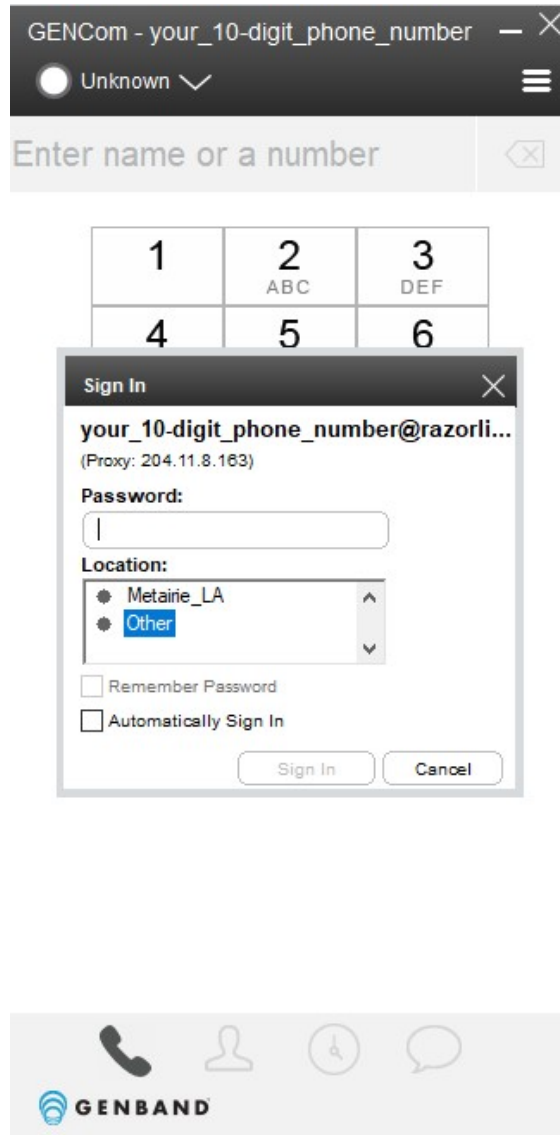 GENCom - your_10-digit_phone_number
Unknown
Enter name or a number
1 2 3
ABC DEF
4 5 6
Sign In
your_10-digit_phone_number@razorli...
(Proxy: 204.11.8.163)
Password:
Location:
Metairie_LA
Other
Remember Password
Automatically Sign In
Sign In Cancel
GENBAND